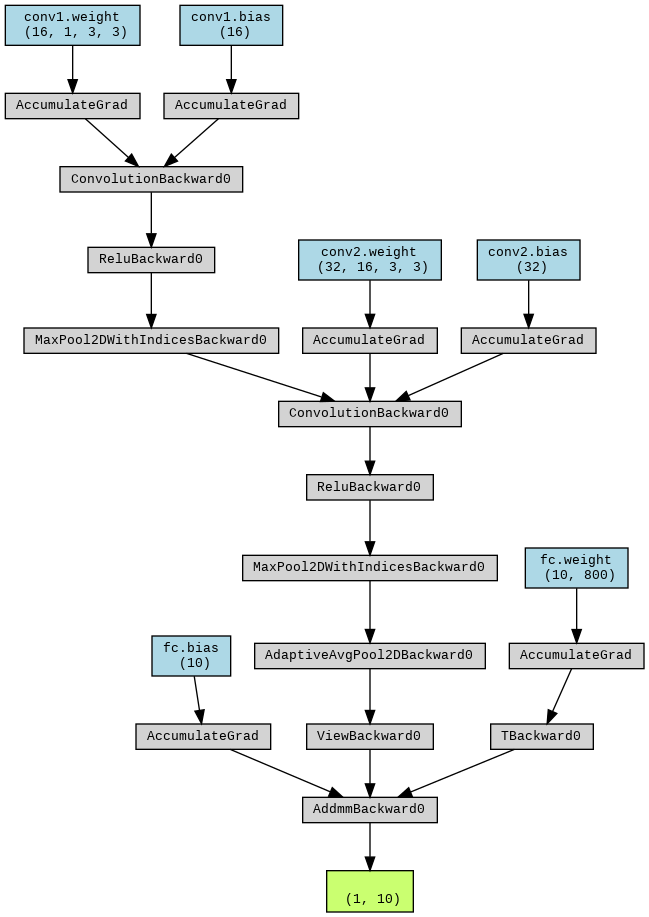 conv1.weight
(16, 1, 3, 3)
conv1.bias
(16)
AccumulateGrad
AccumulateGrad
ConvolutionBackward0
ReluBackward0
conv2.weight
(32, 16, 3, 3)
conv2.bias
(32)
MaxPool2DWithIndicesBackward0
AccumulateGrad
AccumulateGrad
ConvolutionBackward0
ReluBackward0
MaxPool2DWithIndicesBackward0
fc.weight
(10, 800)
fc.bias
(10)
AdaptiveAvgPool2DBackward0
AccumulateGrad
AccumulateGrad
ViewBackward0
TBackward0
AddmmBackward0
(1, 10)